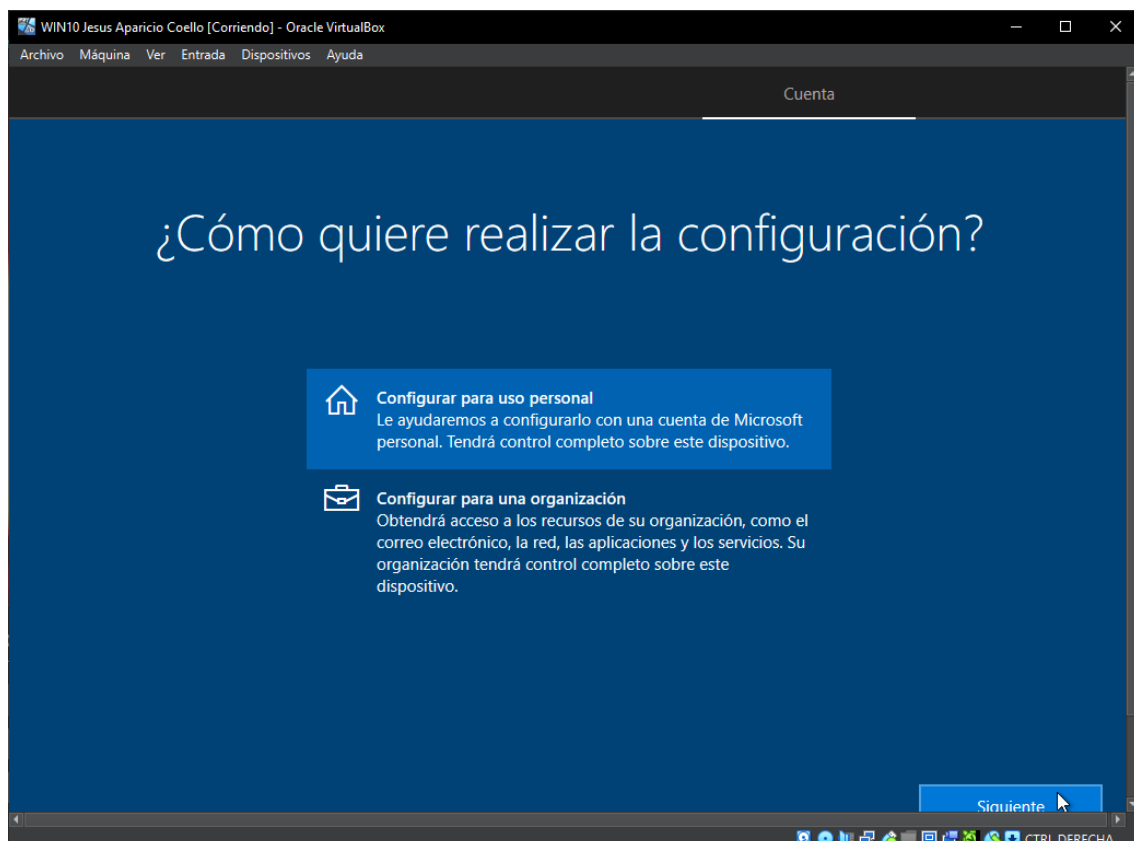 WIN10 Jesus Aparicio Coello [Corriendo] - Oracle VirtualBox
Archivo Máquina Ver Entrada Dispositivos Ayuda
Cuenta
¿Cómo quiere realizar la configuración?
Configurar para uso personal
Le ayudaremos a configurarlo con una cuenta de Microsoft
personal. Tendrá control completo sobre este dispositivo.
Configurar para una organización
Obtendrá acceso a los recursos de su organización, como el
correo electrónico, la red, las aplicaciones y los servicios. Su
organización tendrá control completo sobre este
dispositivo.
Siguiente
CTRL DERECHA